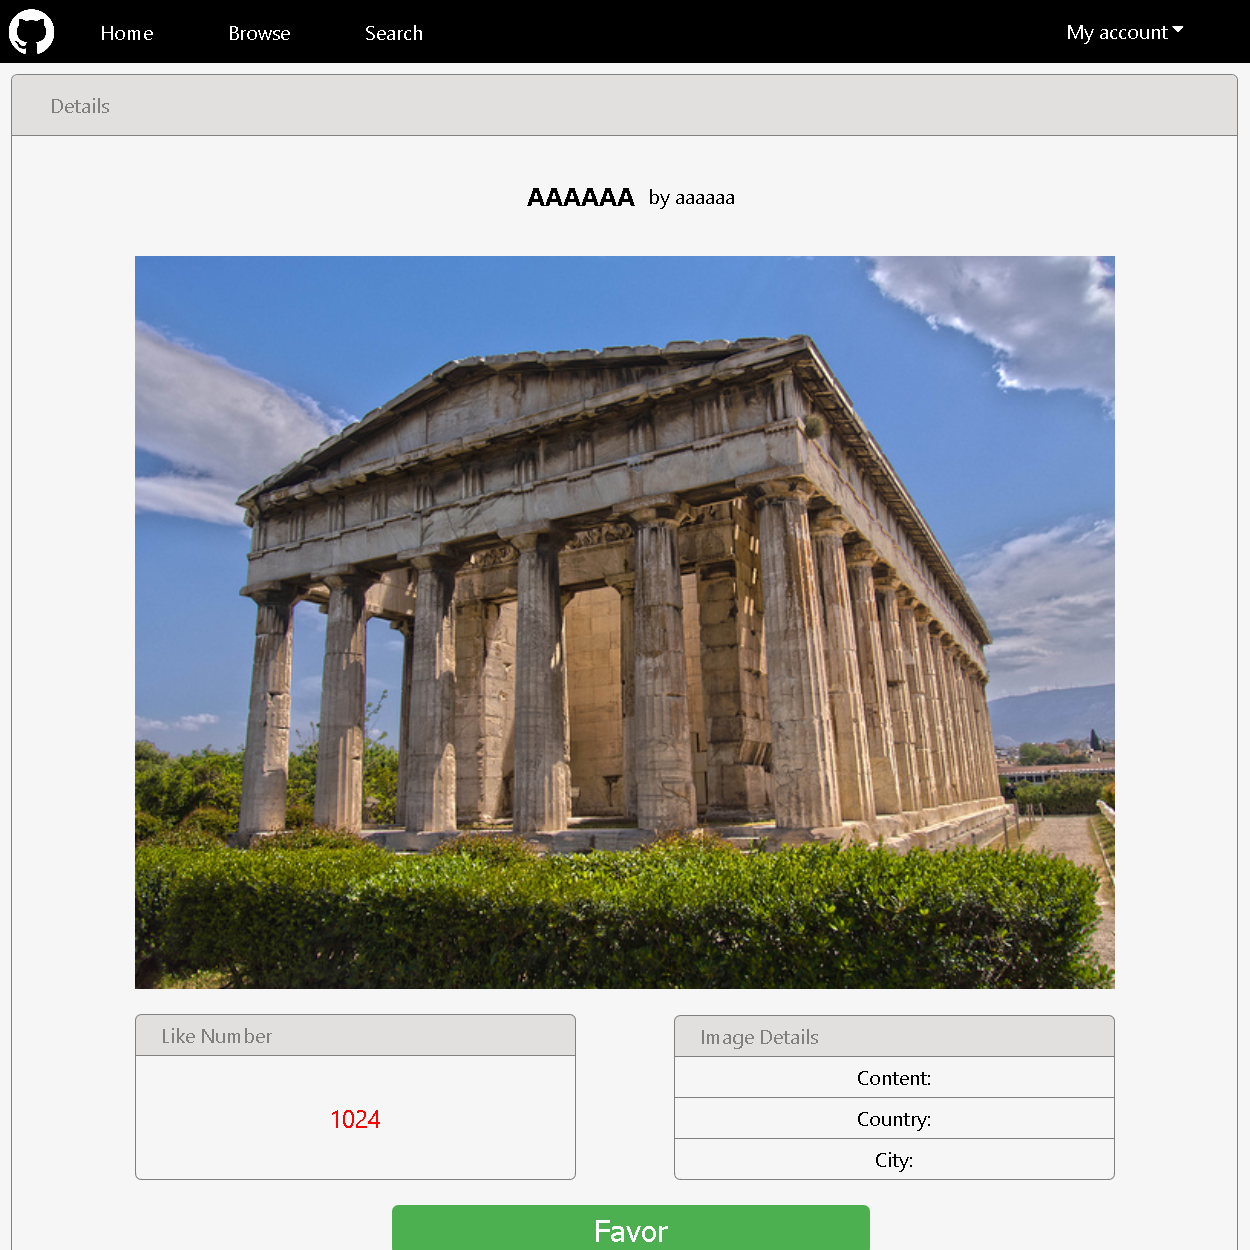 Home Browse Search My account
Details
AAAAAA by aaaaaa
Like Number
1024
Image Details
Content:
Country:
City:
Favor